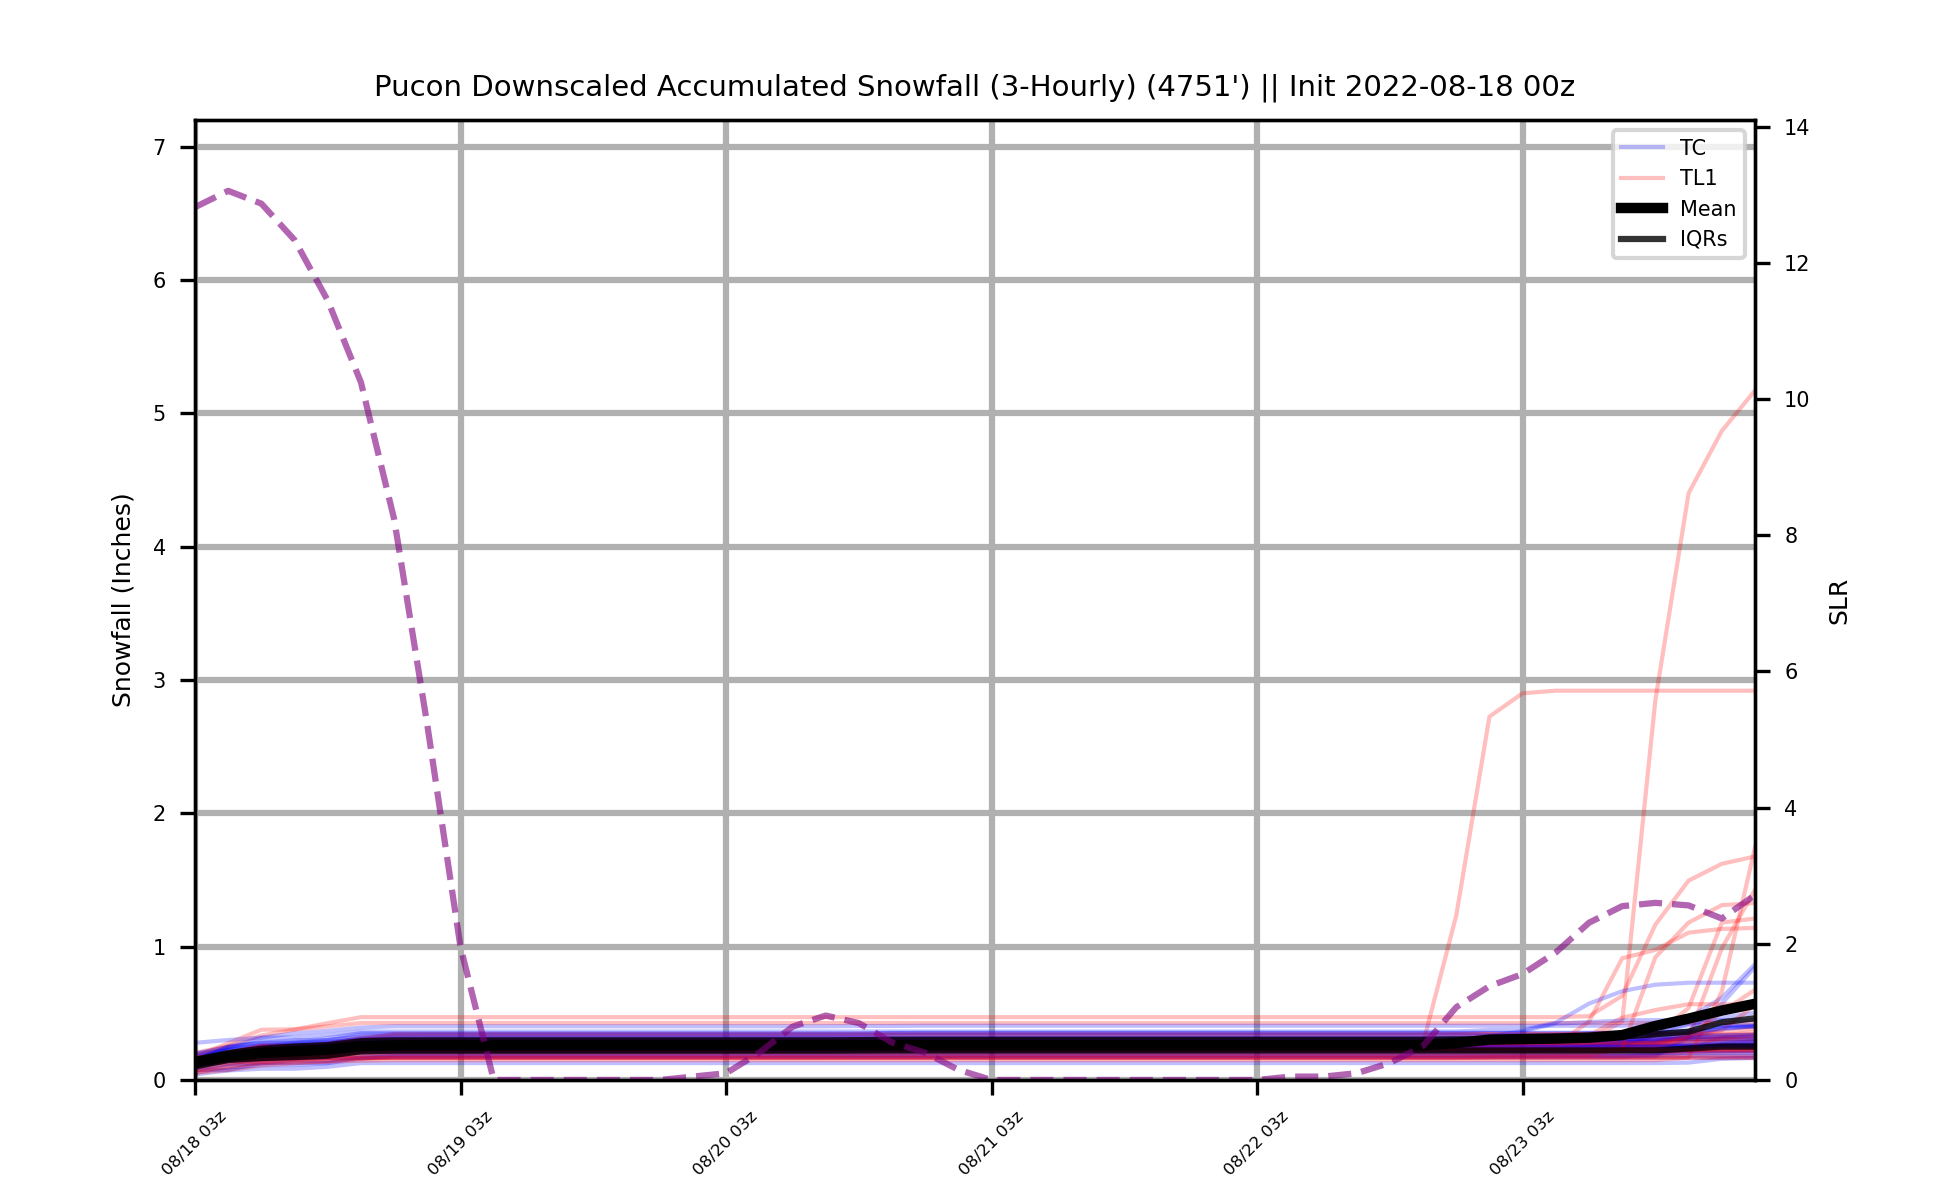 Pucon Downscaled Accumulated Snowfall (3-Hourly) (4751') || Init 2022-08-18 00z
TC
TL1
Mean
IQRs
Snowfall (Inches)
7
6
5
4
3
2
1
0
14
12
10
8
6
4
2
0
SLR
08/18 03z
08/19 03z
08/20 03z
08/21 03z
08/22 03z
08/23 03z